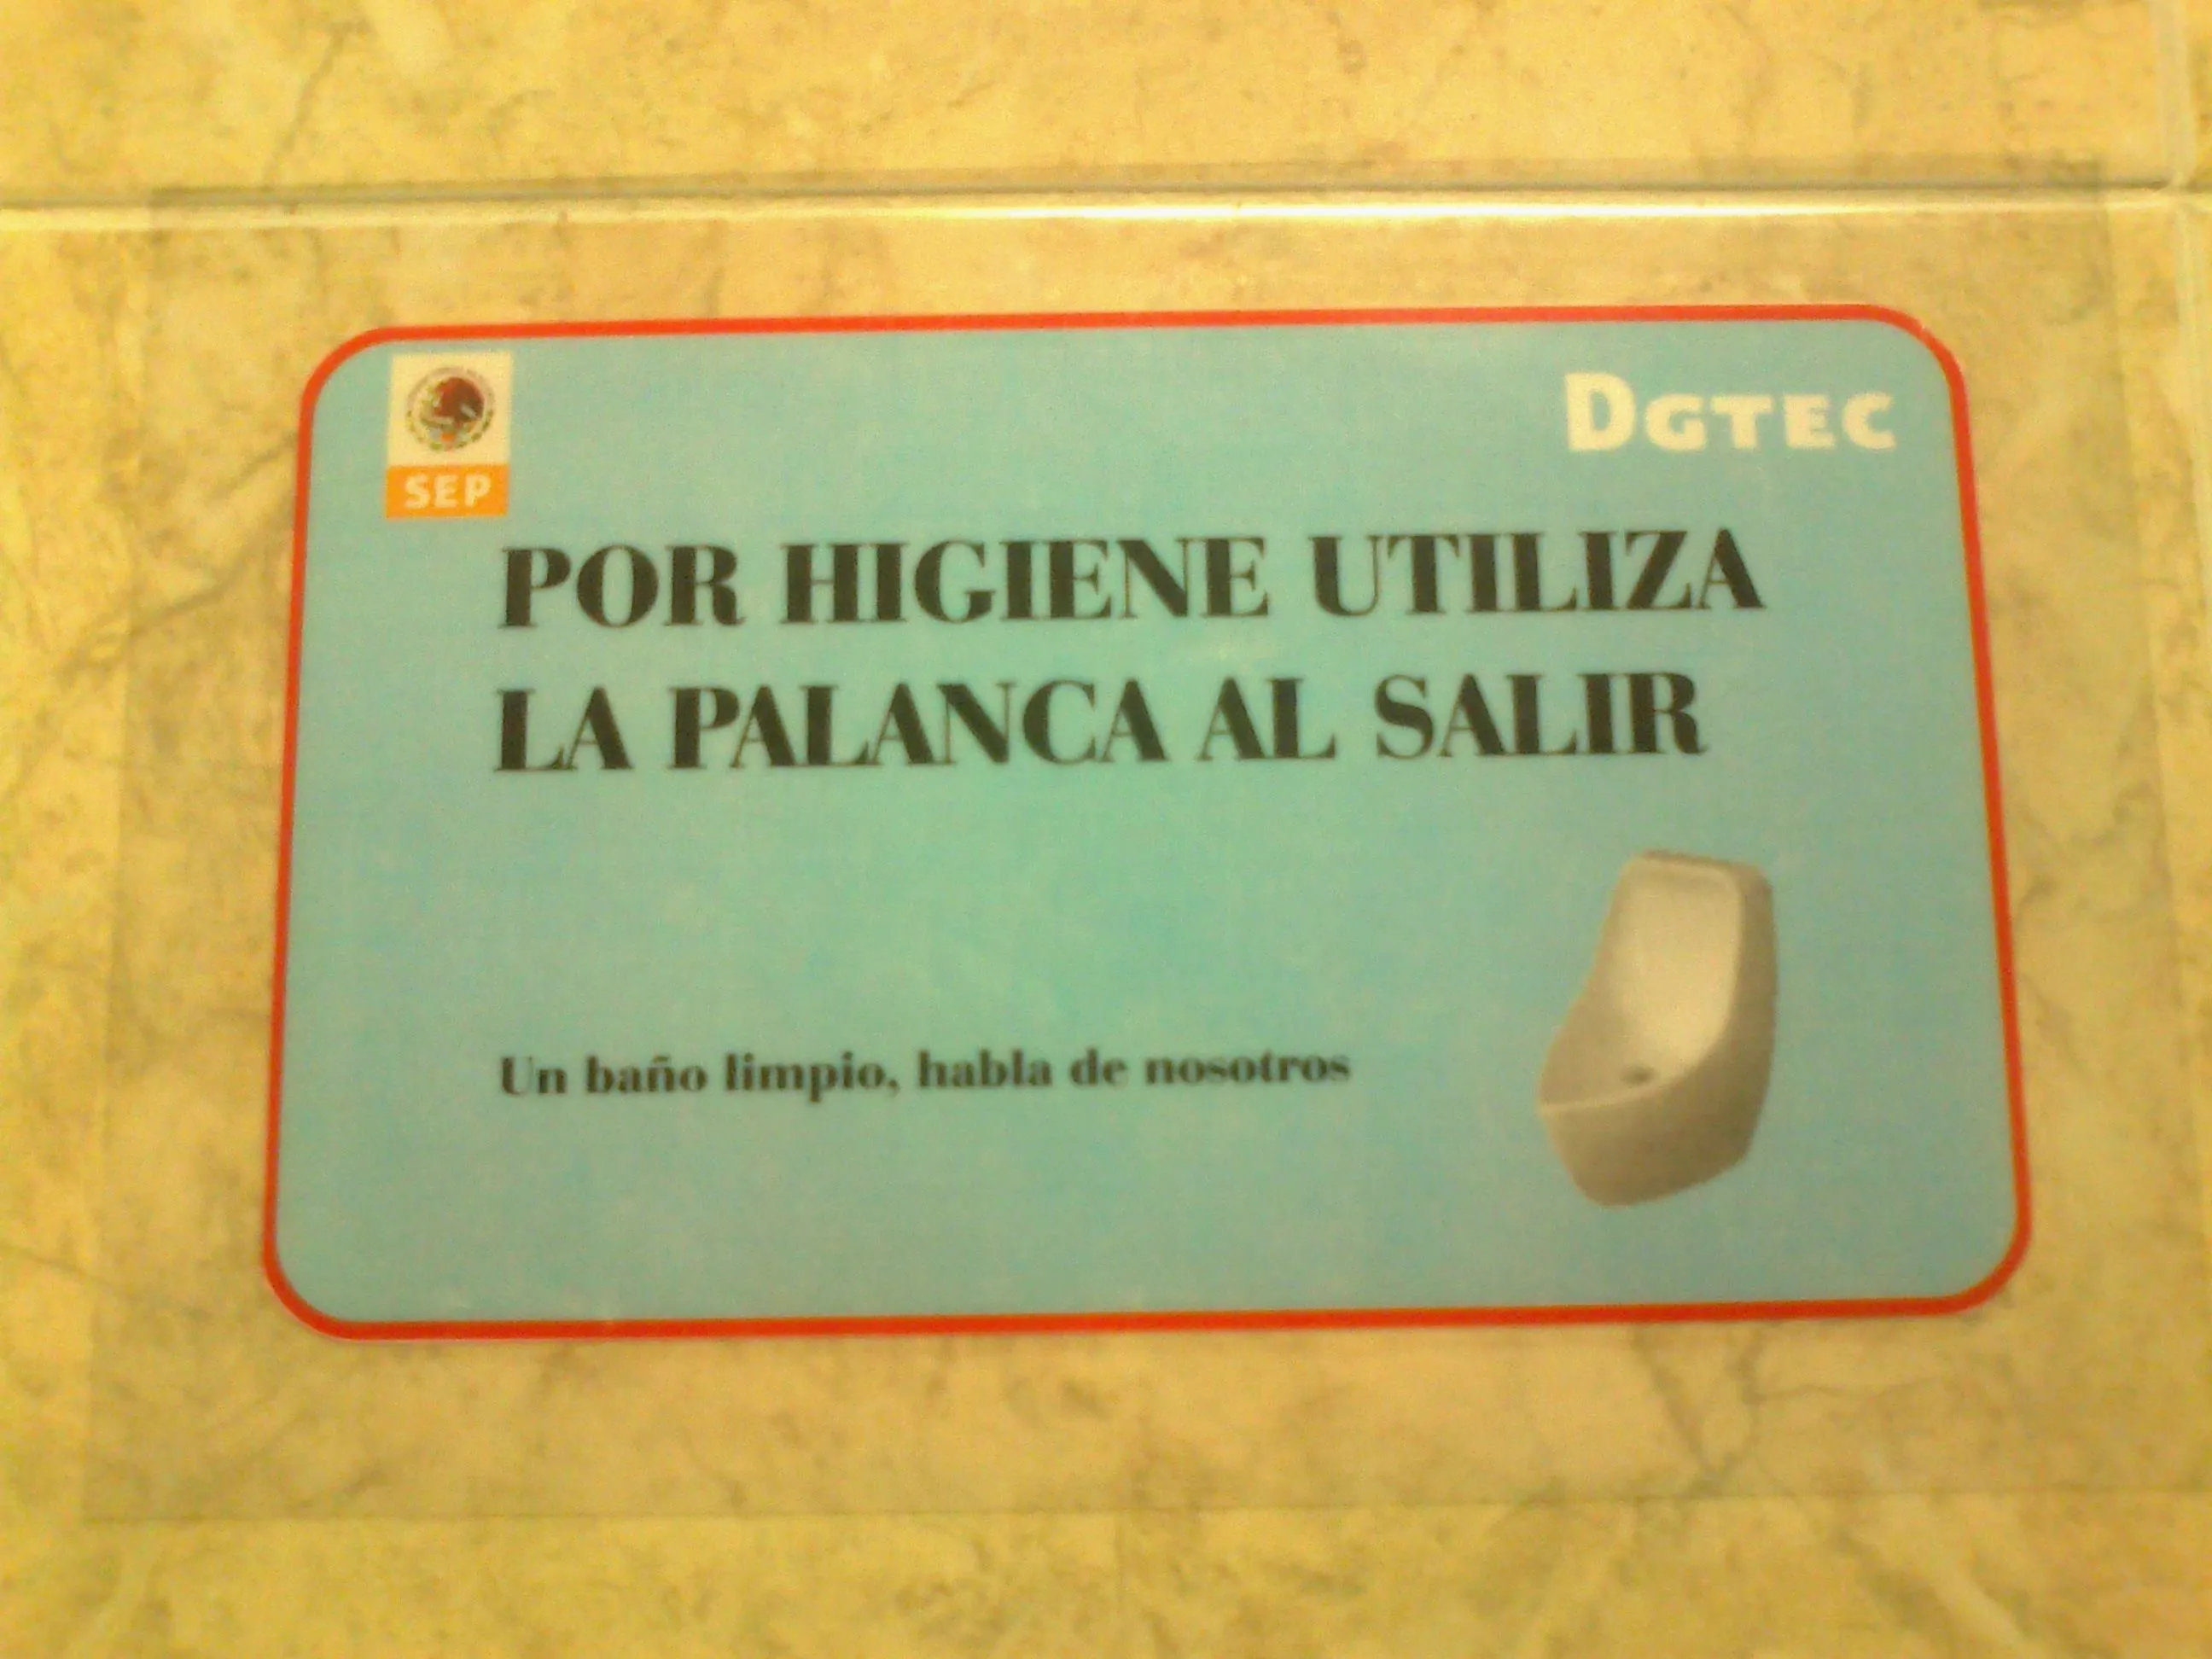 SEP
DGTEC
POR HIGIENE UTILIZA
LA PALANCA AL SALIR
Un baño limpio, habla de nosotros